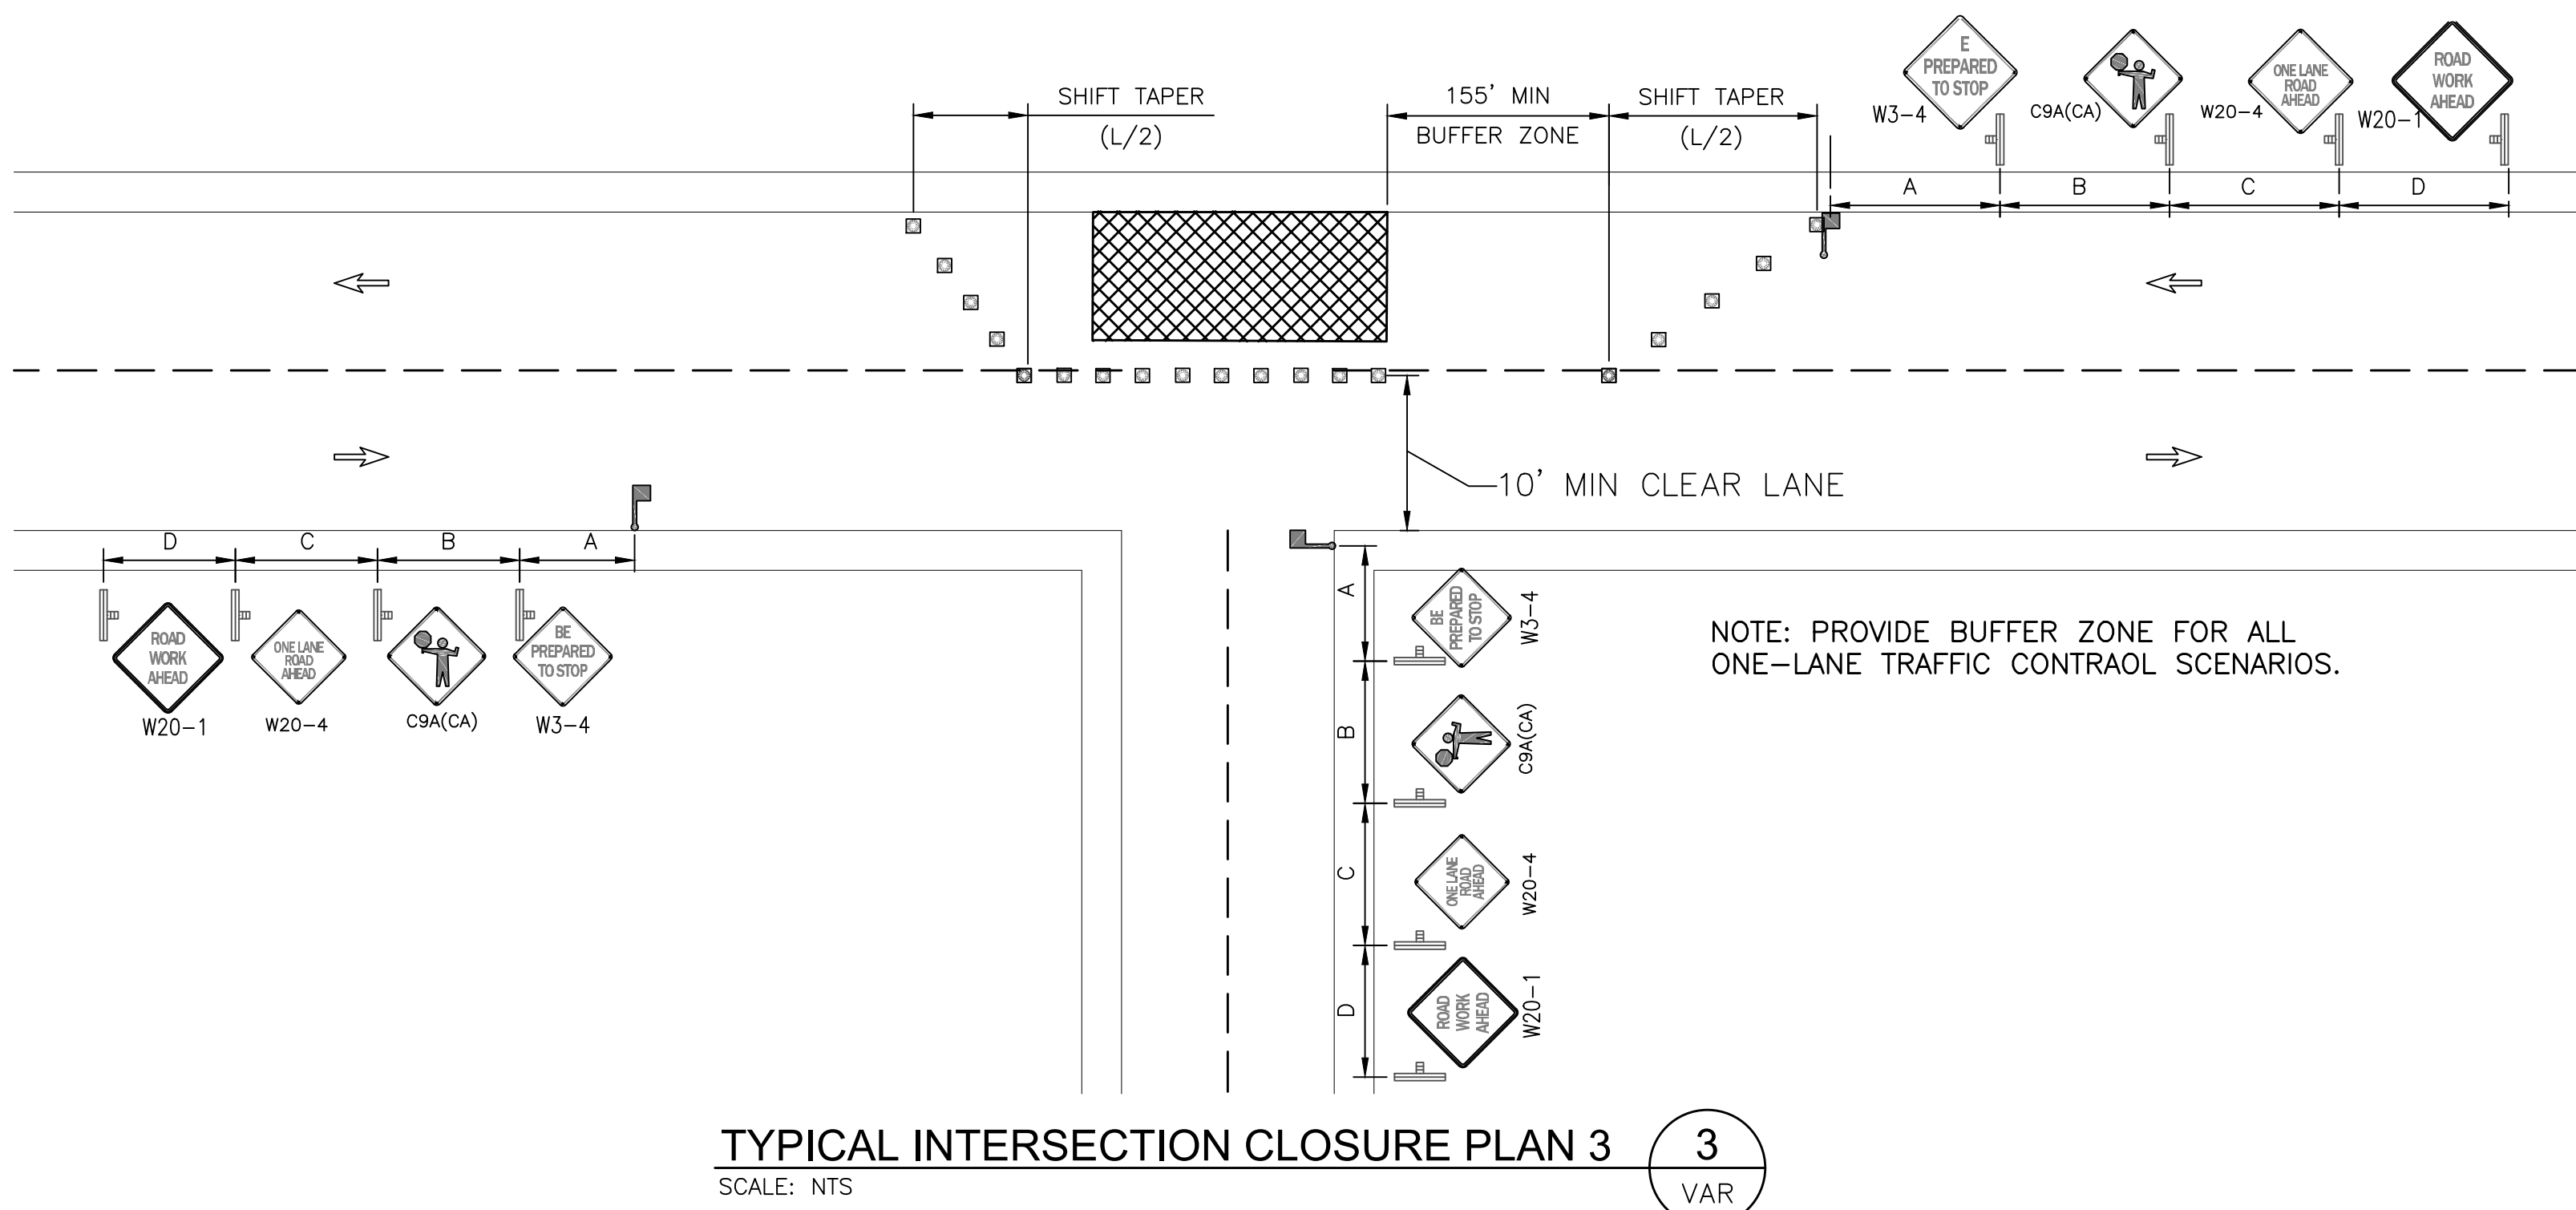 SHIFT TAPER
(L/2)
155' MIN
BUFFER ZONE
SHIFT TAPER
(L/2)
E
PREPARED
TO STOP
W3-4
C9A(CA)
ONE LANE
ROAD
AHEAD
W20-4
ROAD
WORK
AHEAD
W20-1
A
B
C
D
10' MIN CLEAR LANE
D
C
B
A
ROAD
WORK
AHEAD
W20-1
ONE LANE
ROAD
AHEAD
W20-4
C9A(CA)
BE
PREPARED
TO STOP
W3-4
A
BE
PREPARED
TO STOP
W3-4
B
C9A(CA)
C
ONE LANE
ROAD
AHEAD
W20-4
D
ROAD
WORK
AHEAD
W20-1
NOTE: PROVIDE BUFFER ZONE FOR ALL
ONE-LANE TRAFFIC CONTRAOL SCENARIOS.
TYPICAL INTERSECTION CLOSURE PLAN 3
SCALE: NTS
3
VAR